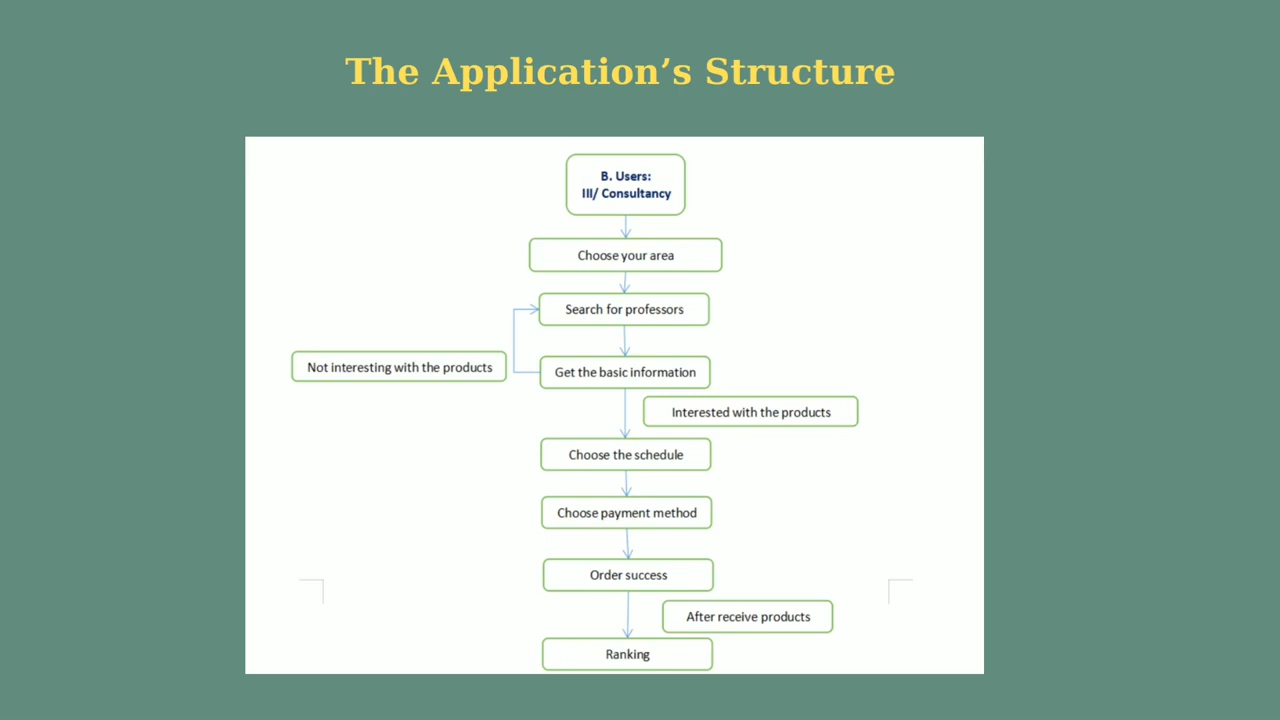 The Application’s Structure
B. Users:
III/ Consultancy
Choose your area
Search for professors
Not interesting with the products
Get the basic information
Interested with the products
Choose the schedule
Choose payment method
Order success
After receive products
Ranking